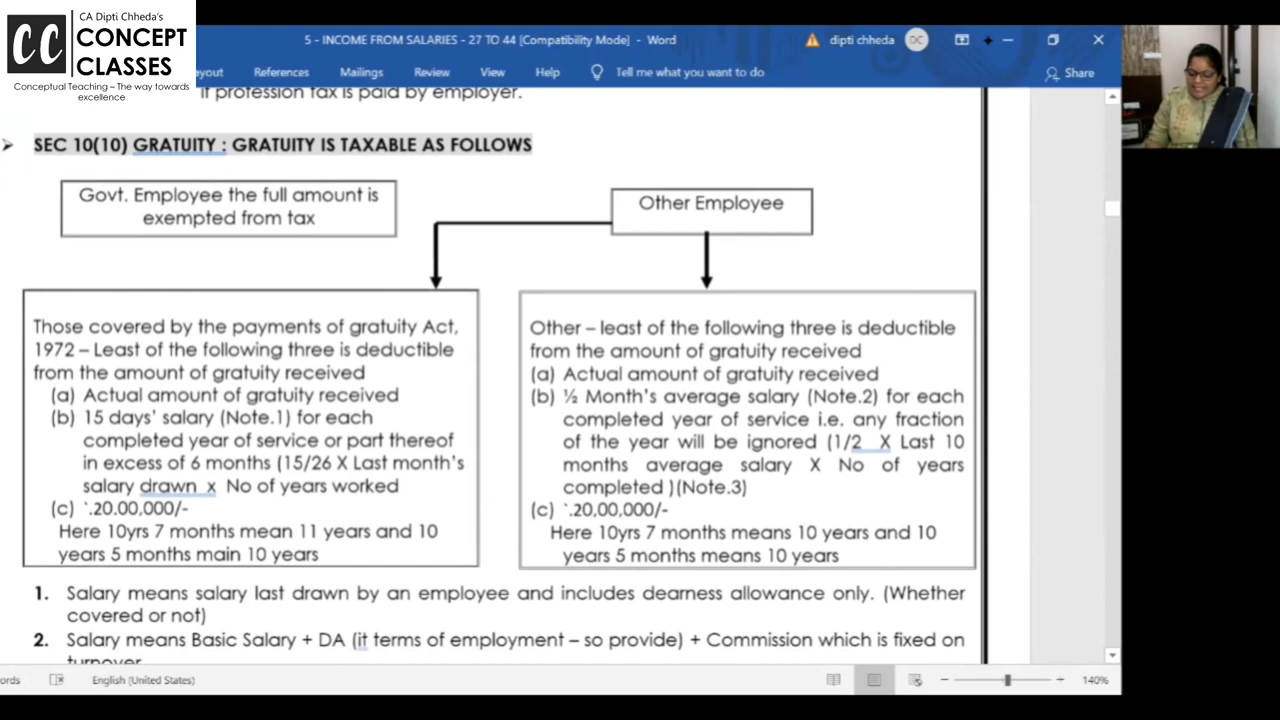 CA Dipti Chheda's
CC
CONCEPT
CLASSES
Conceptual Teaching – The way towards
excellence
5 - INCOME FROM SALARIES - 27 TO 44 [Compatibility Mode] - Word
dipti chheda
DC
ayout
References
Mailings
Review
View
Help
Tell me what you want to do
Share
If profession tax is paid by employer.
SEC 10(10) GRATUITY : GRATUITY IS TAXABLE AS FOLLOWS
Govt. Employee the full amount is
exempted from tax
Other Employee
Those covered by the payments of gratuity Act,
1972 – Least of the following three is deductible
from the amount of gratuity received
(a) Actual amount of gratuity received
(b) 15 days' salary (Note.1) for each
completed year of service or part thereof
in excess of 6 months (15/26 X Last month's
salary drawn x No of years worked
(c) `.20.00,000/-
Here 10yrs 7 months mean 11 years and 10
years 5 months main 10 years
Other – least of the following three is deductible
from the amount of gratuity received
(a) Actual amount of gratuity received
(b) ½ Month's average salary (Note.2) for each
completed year of service i.e. any fraction
of the year will be ignored (1/2 X Last 10
months average salary X No of years
completed )(Note.3)
(c) `.20,00,000/-
Here 10yrs 7 months means 10 years and 10
years 5 months means 10 years
1. Salary means salary last drawn by an employee and includes dearness allowance only. (Whether
covered or not)
2. Salary means Basic Salary + DA (it terms of employment – so provide) + Commission which is fixed on
turnover
ords
English (United States)
140%